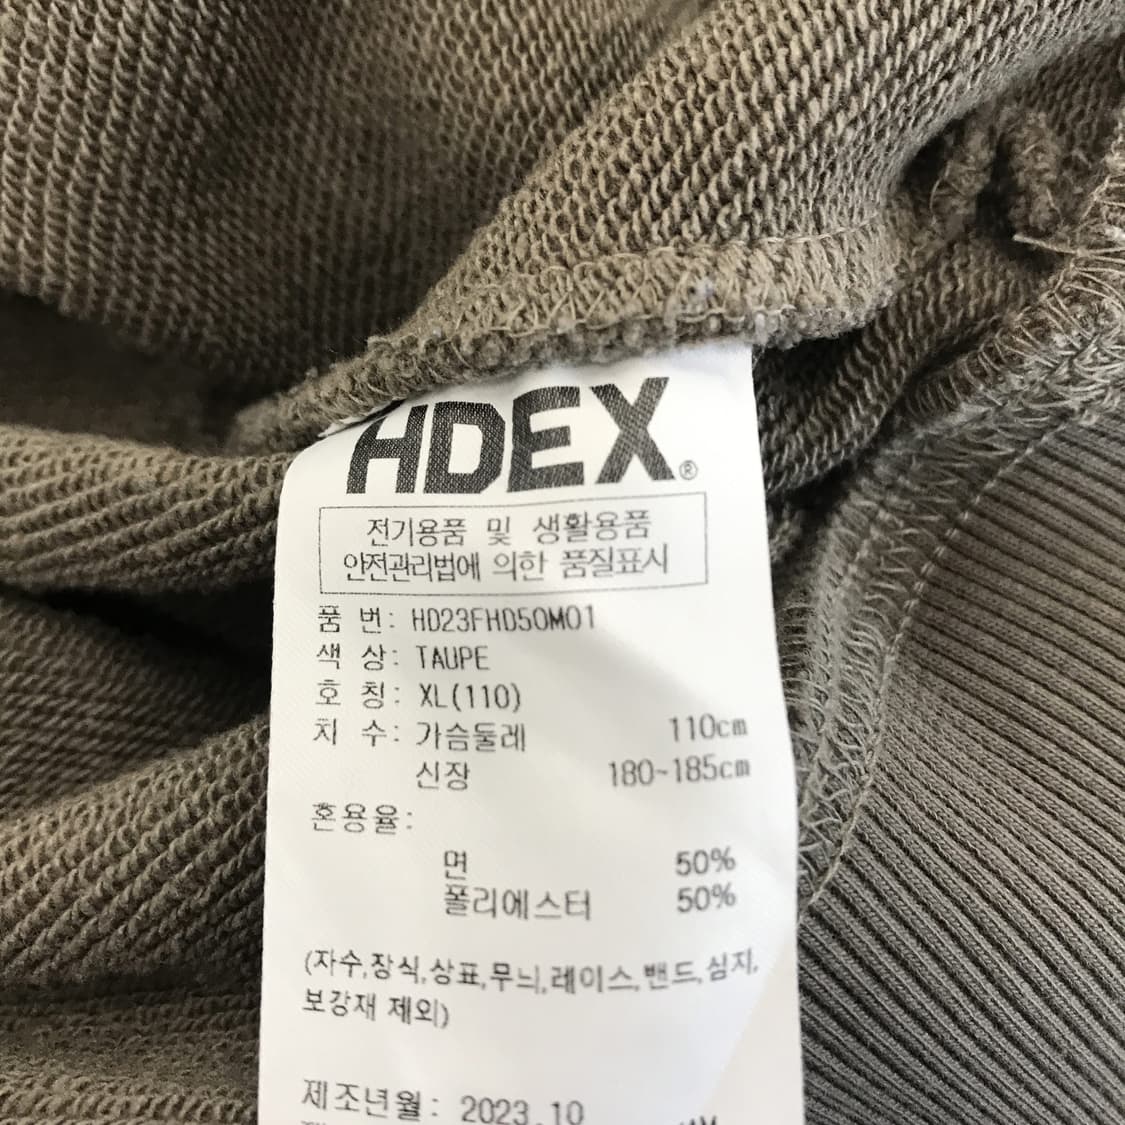 HDEX®
전기용품 및 생활용품
안전관리법에 의한 품질표시
품 번: HD23FHD50M01
색 상: TAUPE
호 칭: XL(110)
치 수: 가슴둘레 110cm
신장 180~185cm
혼용율:
면 50%
폴리에스터 50%
(자수,장식,상표,무늬,레이스,밴드,심지,
보강재 제외)
제조년월: 2023.10